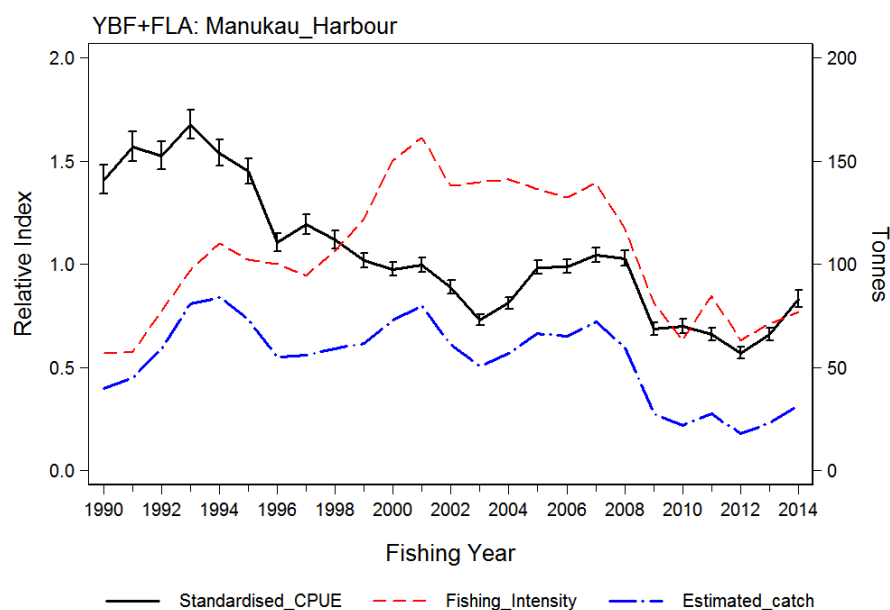 YBF+FLA: Manukau_Harbour
2.0
1.5
1.0
0.5
0.0
Relative Index
200
150
100
50
0
Tonnes
1990 1992 1994 1996 1998 2000 2002 2004 2006 2008 2010 2012 2014
Fishing Year
Standardised_CPUE Fishing_Intensity Estimated_catch